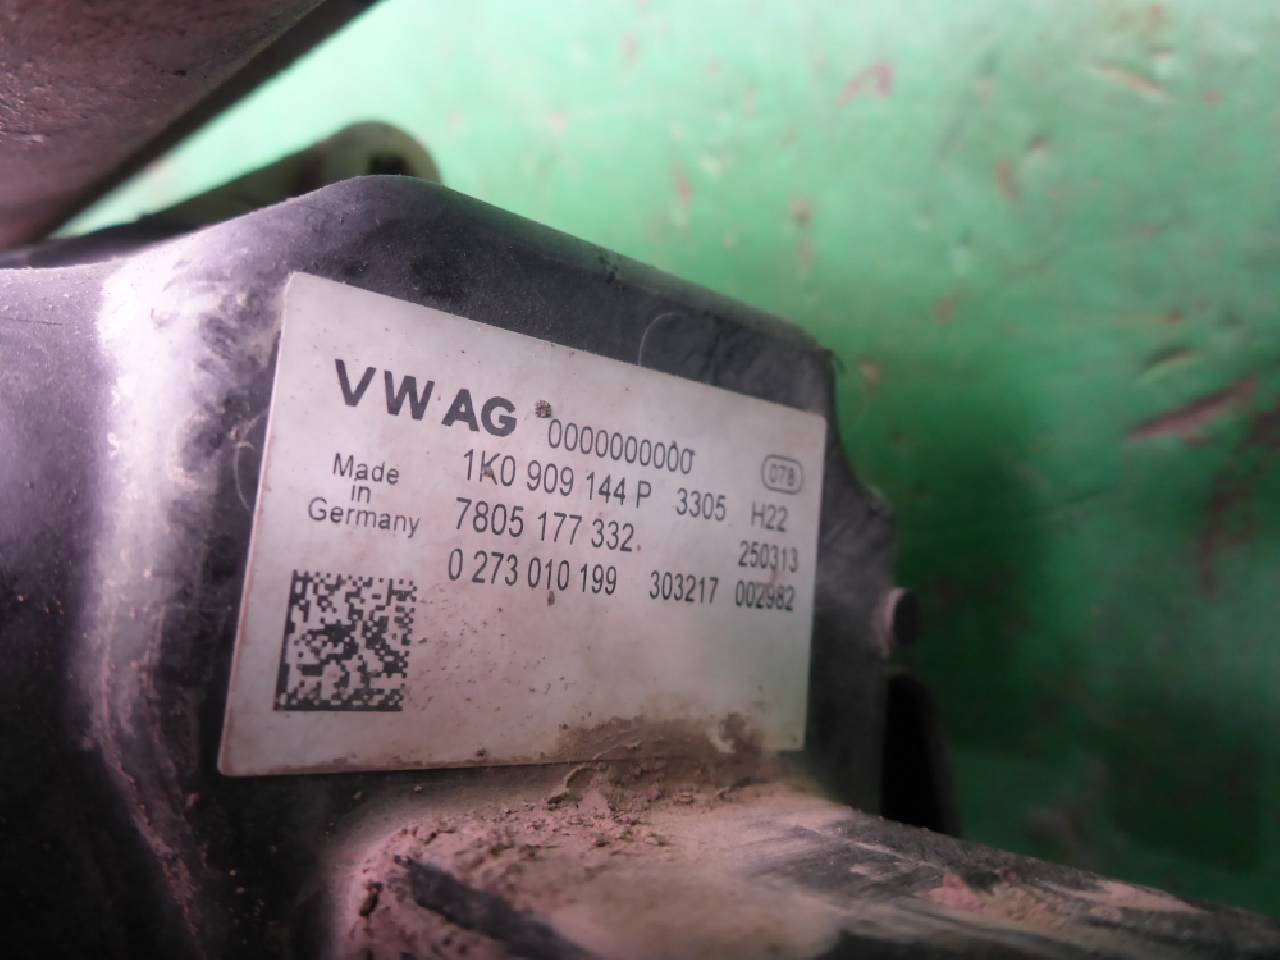 VW AG 0000000000
078
1K0 909 144 P 3305 H22
Made in Germany
7805 177 332. 250313
0 273 010 199 303217 002982